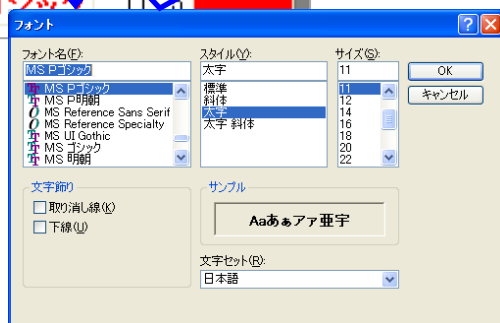 フォント
フォント名(F):
スタイル(Y):
サイズ(S):
MS Pゴシック
太字
11
OK
キャンセル
MS Pゴシック
MS P明朝
MS Reference Sans Serif
MS Reference Specialty
MS UI Gothic
MS ゴシック
MS 明朝
標準
斜体
太字
太字 斜体
11
12
14
16
18
20
22
文字飾り
取り消し線(K)
下線(U)
サンプル
Aaあぁアァ亜宇
文字セット(R):
日本語